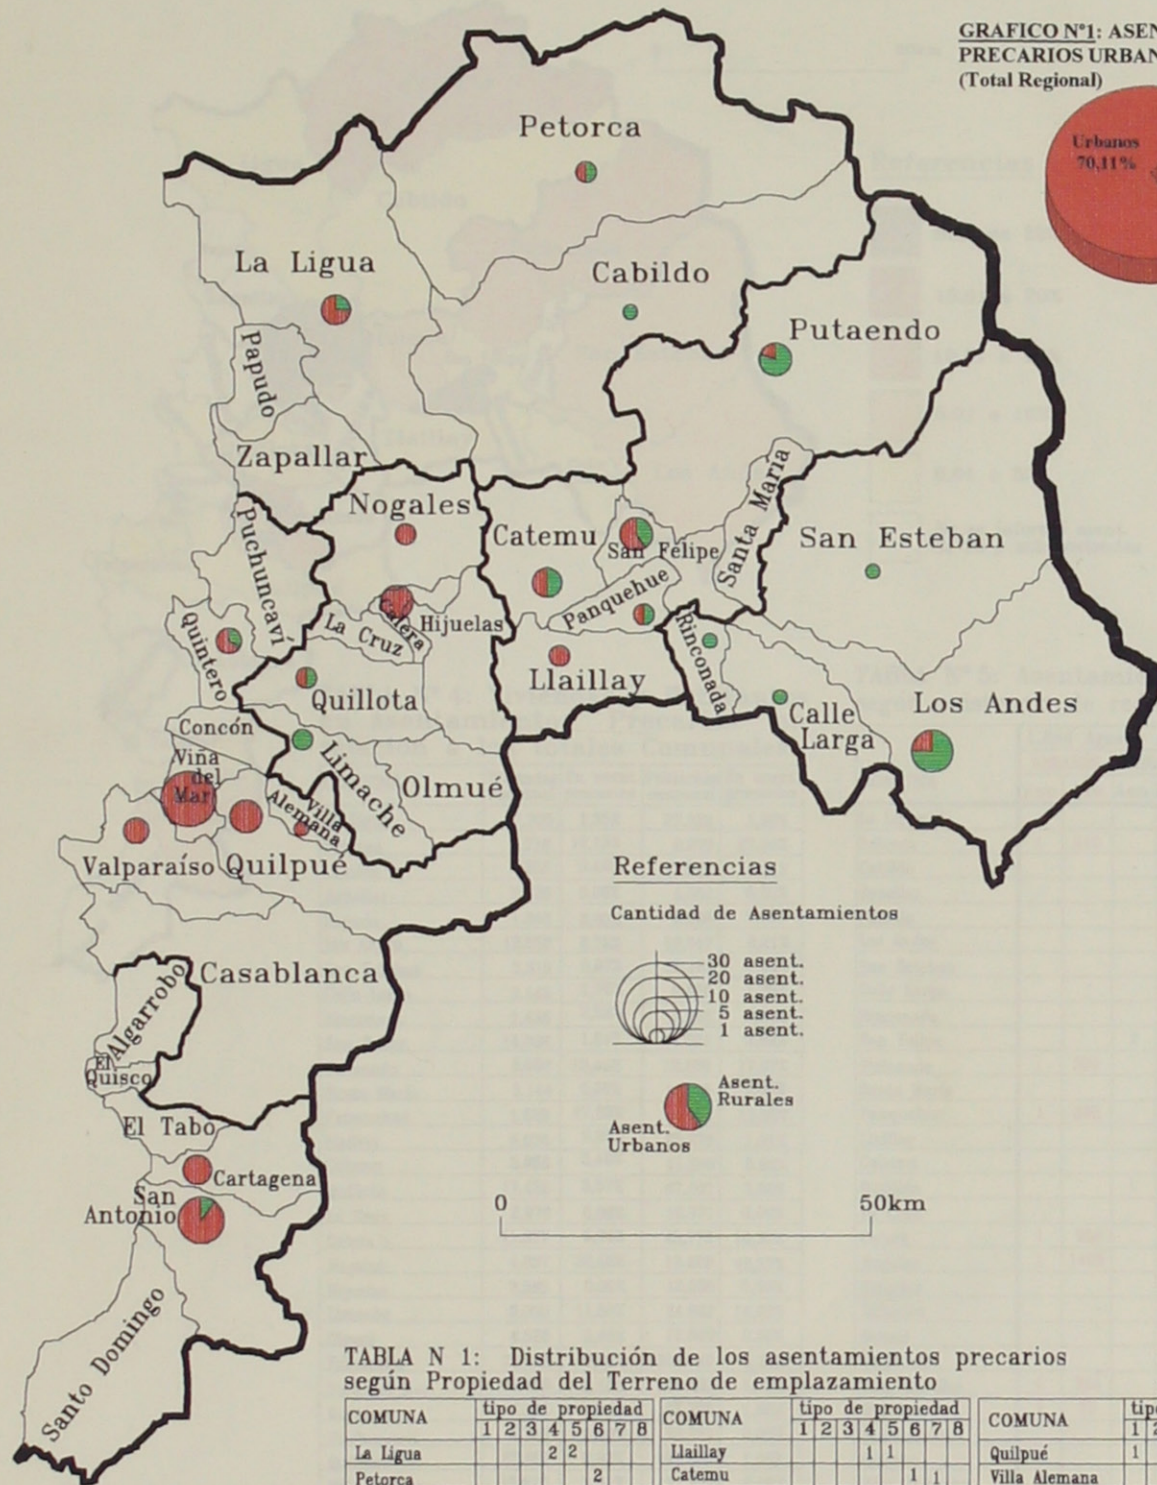 GRAFICO Nº1: ASEN
PRECARIOS URBAN
(Total Regional)
Urbanos
70,11%
Petorca
La Ligua
Cabildo
Putaendo
Papudo
Zapallar
Nogales
Catemu
San Felipe
Santa María
San Esteban
Puchuncaví
Calera
Hijuelas
Panquehue
La Cruz
Quintero
Llaillay
Rinconada
Quillota
Los Andes
Calle
Larga
Concón
Viña
del
Mar
Limache
Olmué
Villa
Alemana
Valparaíso
Quilpué
Referencias
Cantidad de Asentamientos
30 asent.
20 asent.
10 asent.
5 asent.
1 asent.
Casablanca
Algarrobo
El
Quisco
Asent.
Rurales
Asent.
Urbanos
El Tabo
Cartagena
San
Antonio
0 50km
Santo Domingo
TABLA N 1: Distribución de los asentamientos precarios
según Propiedad del Terreno de emplazamiento
COMUNA tipo de propiedad COMUNA tipo de propiedad COMUNA tip
1 2 3 4 5 6 7 8 1 2 3 4 5 6 7 8 1 2
La Ligua 2 2 Llaillay 1 1 Quilpué 1
Petorca 2 Catemu 1 1 Villa Alemana